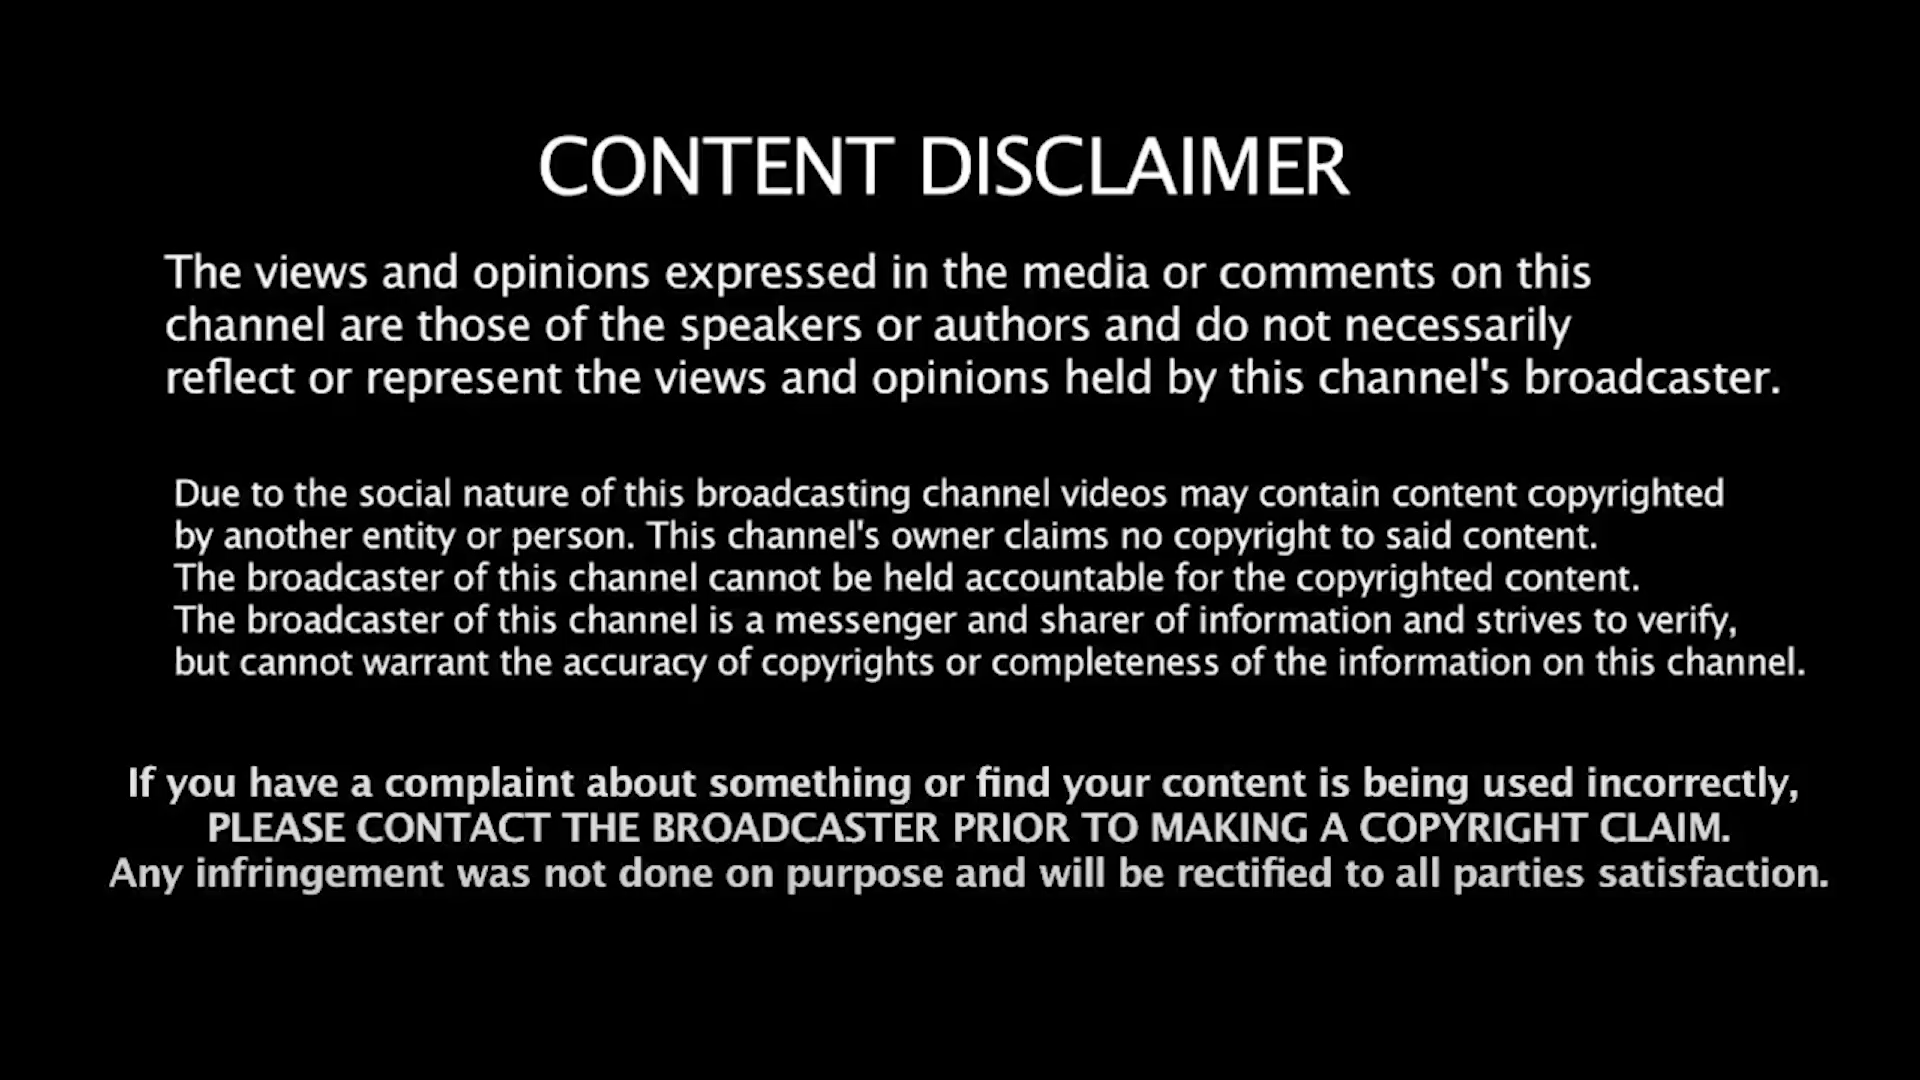 CONTENT DISCLAIMER
The views and opinions expressed in the media or comments on this
channel are those of the speakers or authors and do not necessarily
reflect or represent the views and opinions held by this channel's broadcaster.
Due to the social nature of this broadcasting channel videos may contain content copyrighted
by another entity or person. This channel's owner claims no copyright to said content.
The broadcaster of this channel cannot be held accountable for the copyrighted content.
The broadcaster of this channel is a messenger and sharer of information and strives to verify,
but cannot warrant the accuracy of copyrights or completeness of the information on this channel.
If you have a complaint about something or find your content is being used incorrectly,
PLEASE CONTACT THE BROADCASTER PRIOR TO MAKING A COPYRIGHT CLAIM.
Any infringement was not done on purpose and will be rectified to all parties satisfaction.